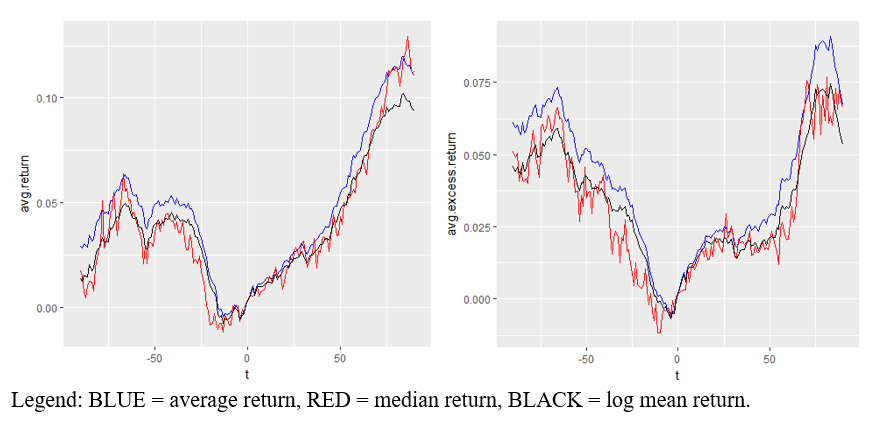 avg.return
0.10
0.05
0.00
-50
0
50
t
avg.excess.return
0.075
0.050
0.025
0.000
-50
0
50
t
Legend: BLUE = average return, RED = median return, BLACK = log mean return.